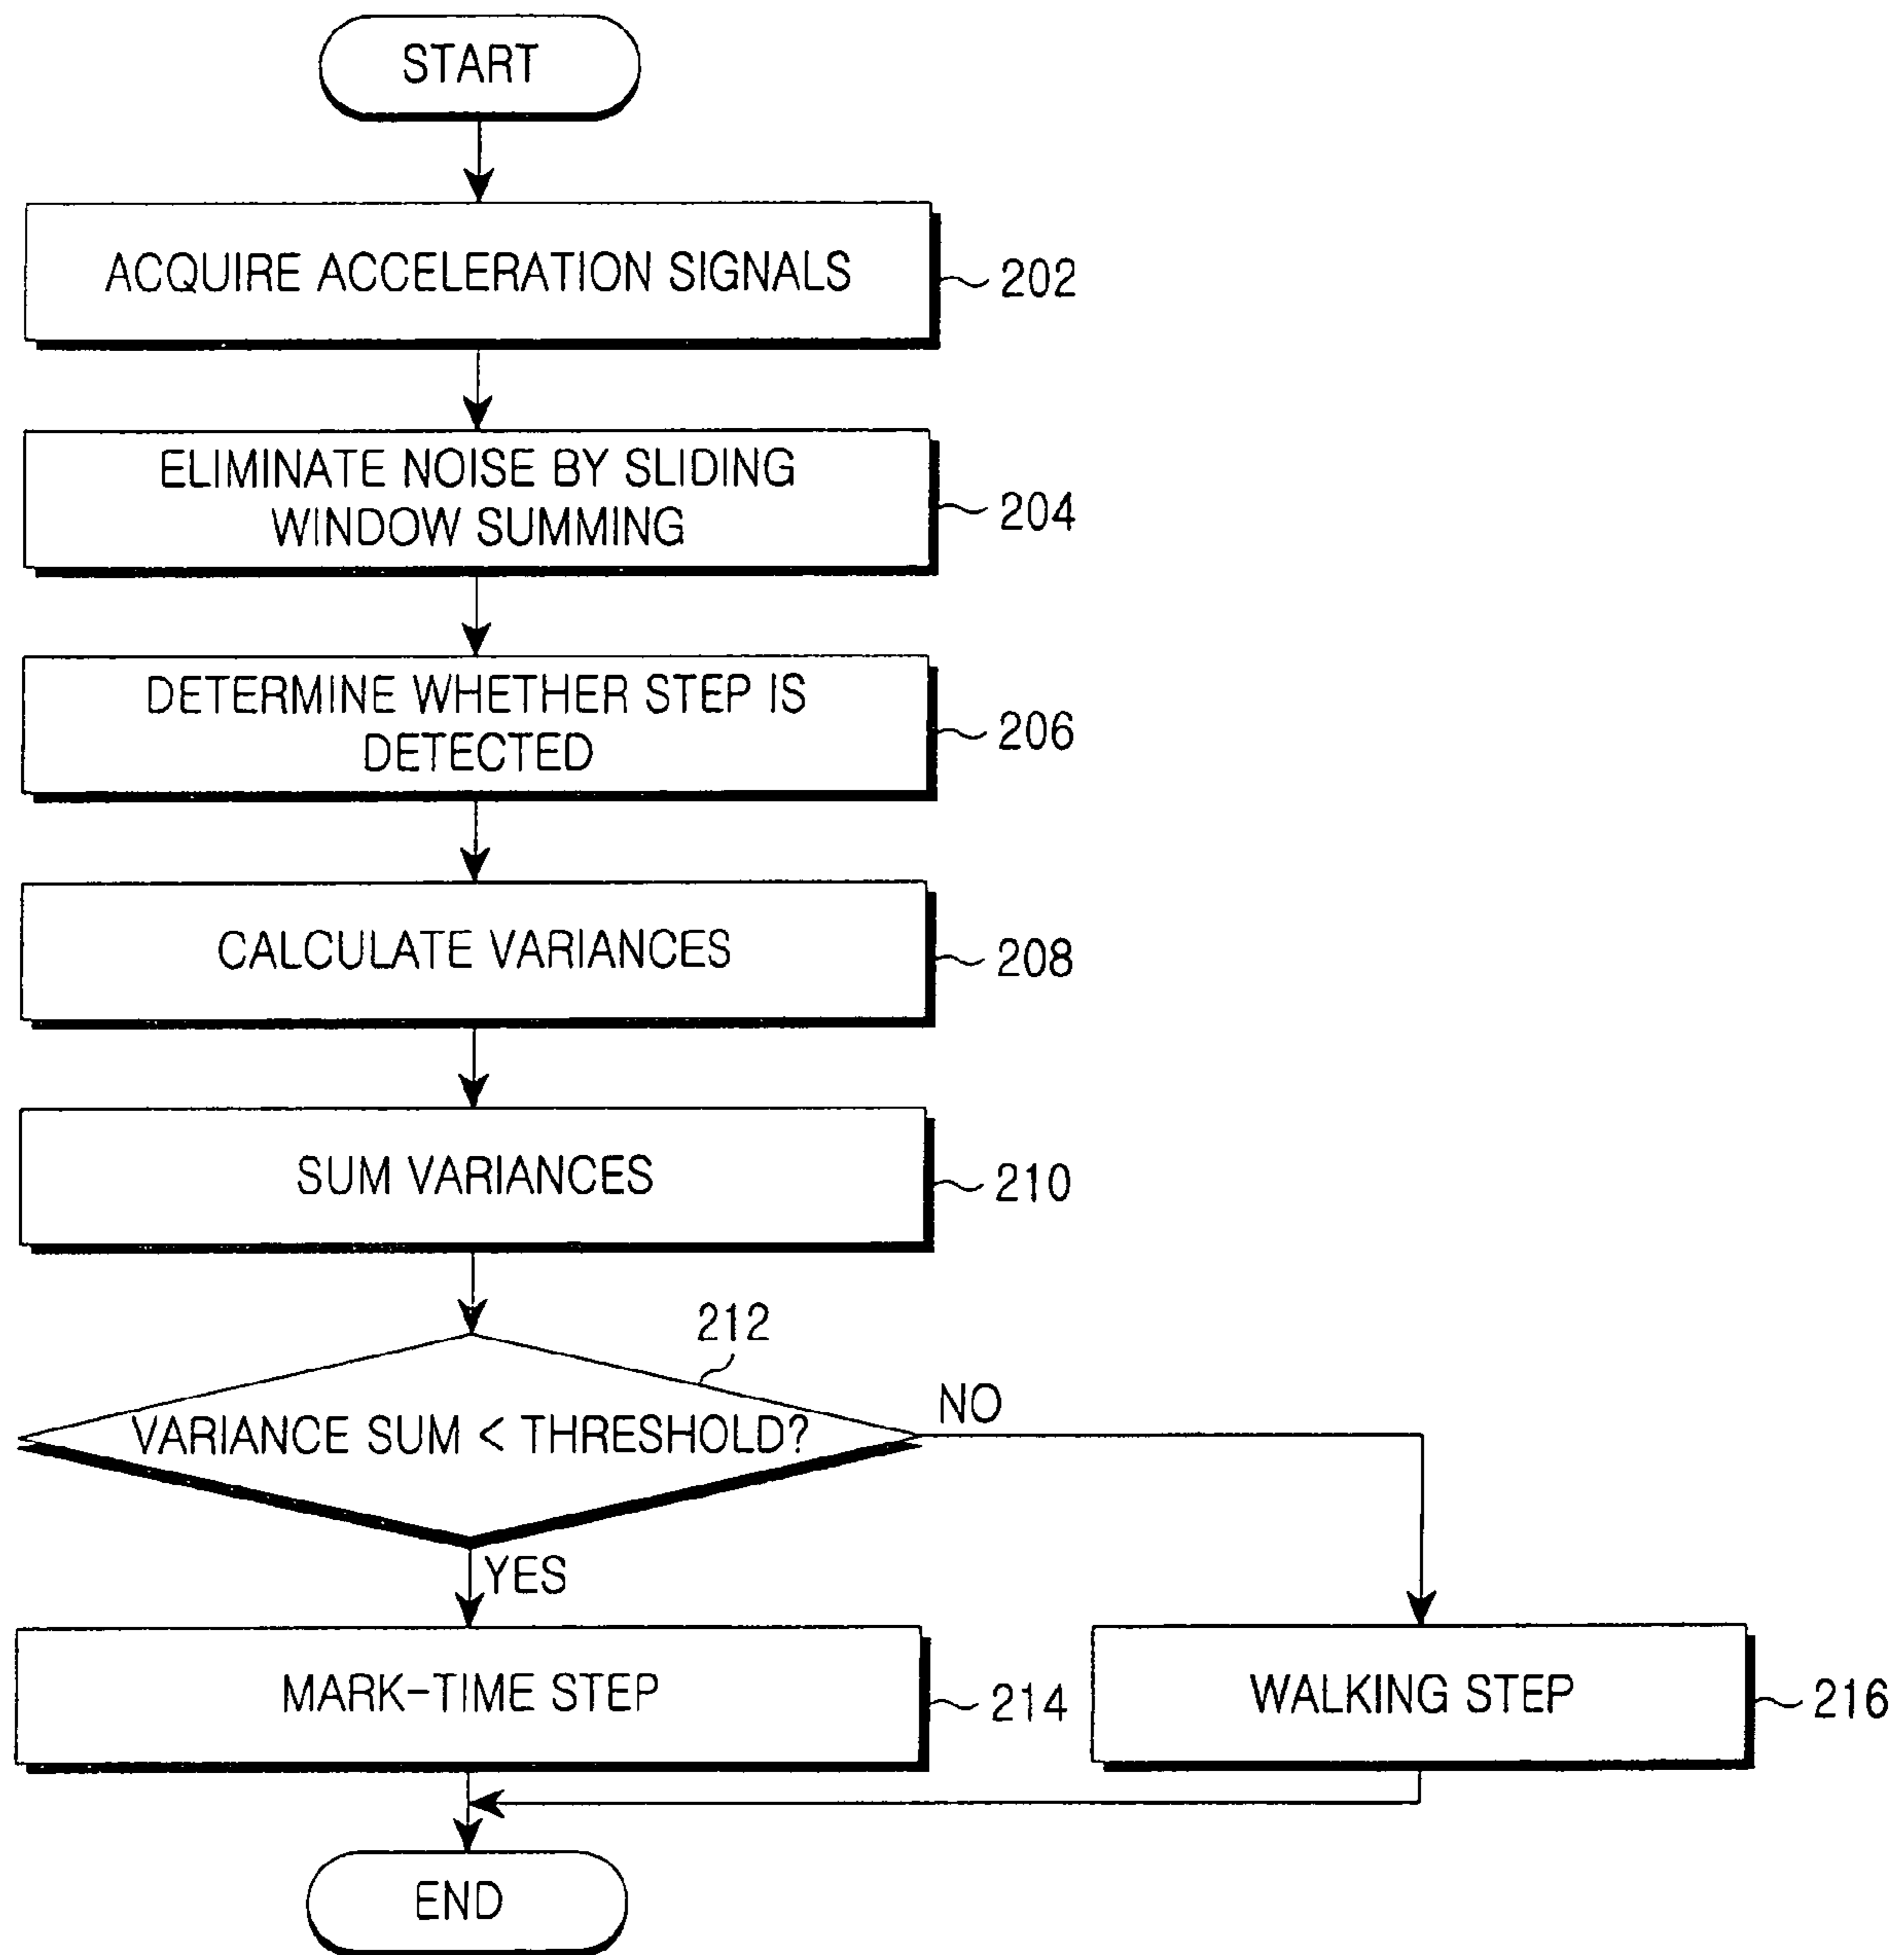 START
ACQUIRE ACCELERATION SIGNALS
202
ELIMINATE NOISE BY SLIDING
WINDOW SUMMING
204
DETERMINE WHETHER STEP IS
DETECTED
206
CALCULATE VARIANCES
208
SUM VARIANCES
210
212
VARIANCE SUM < THRESHOLD?
NO
YES
MARK-TIME STEP
214
WALKING STEP
216
END